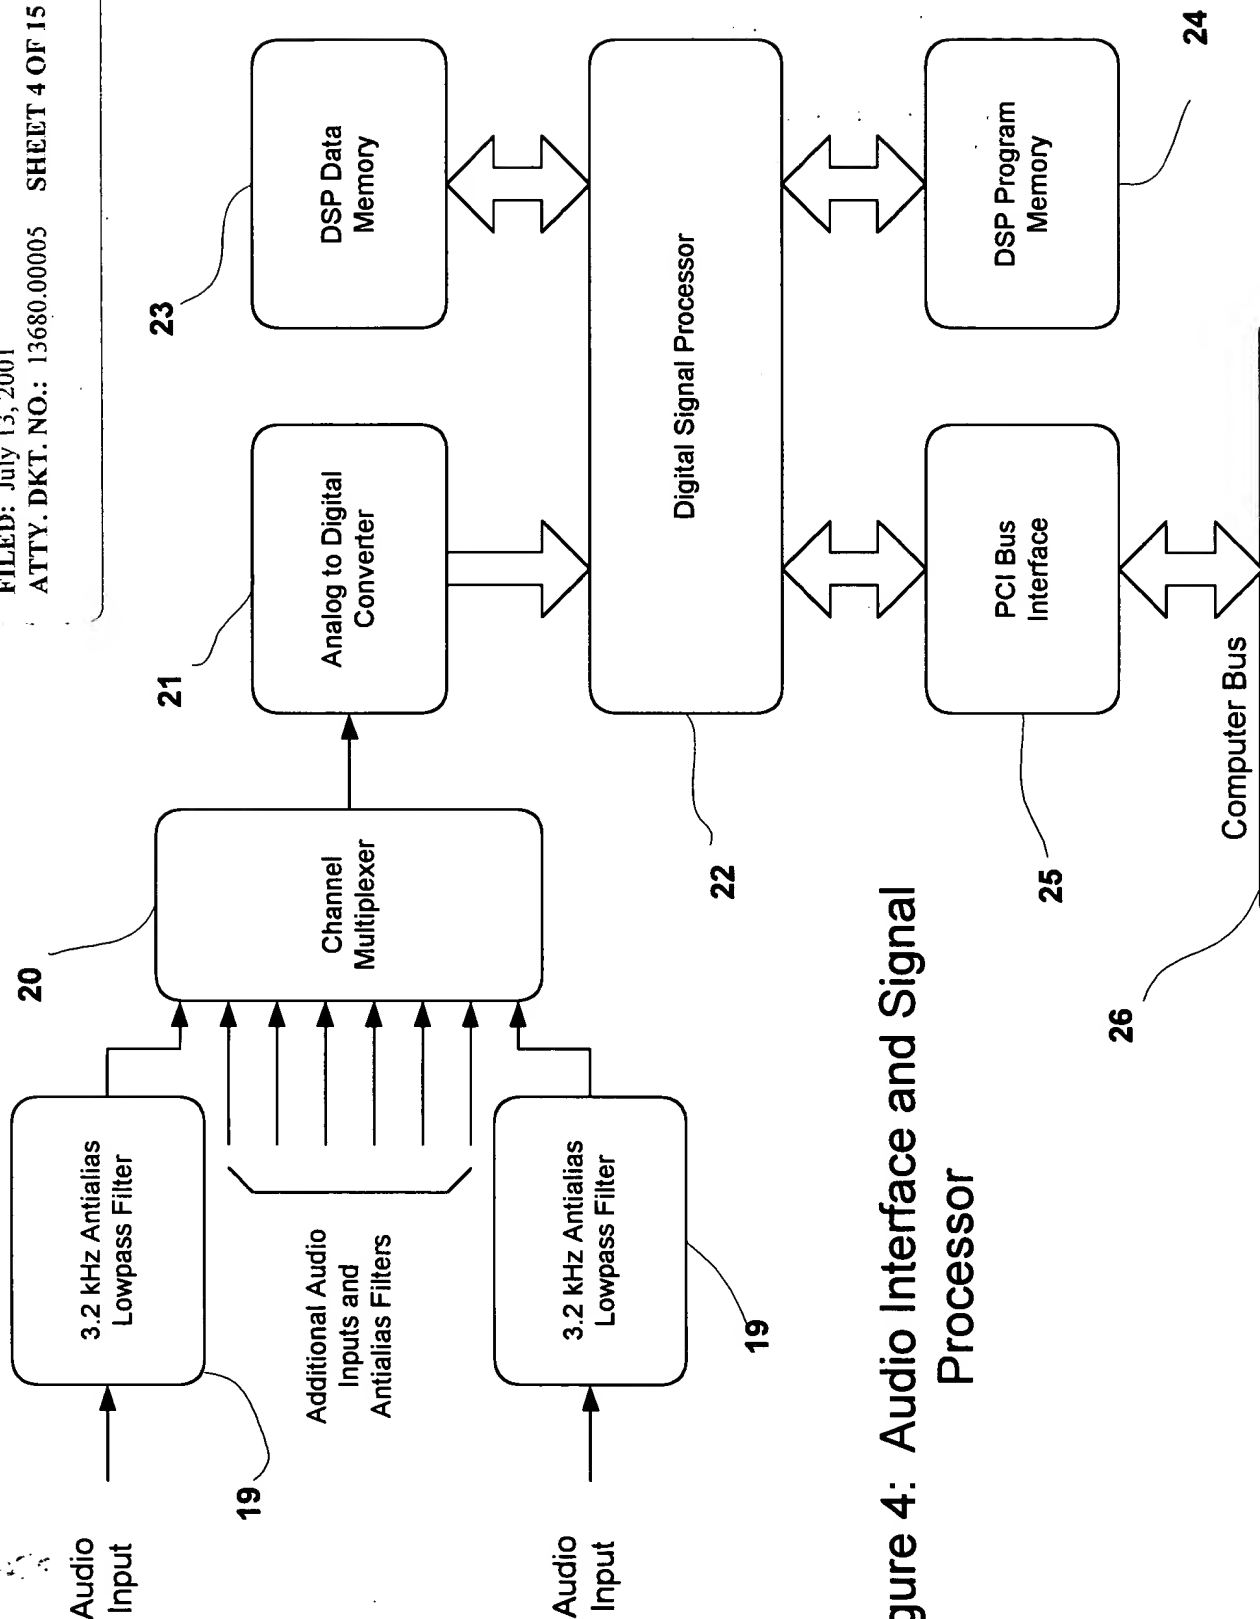 FILED: July 13, 2001
ATTY. DKT. NO.: 13680.00005 SHEET 4 OF 15
Audio
Input
3.2 kHz Antialias
Lowpass Filter
19
Additional Audio
Inputs and
Antialias Filters
Audio
Input
3.2 kHz Antialias
Lowpass Filter
19
20
Channel
Multiplexer
21
Analog to Digital
Converter
23
DSP Data
Memory
22
Digital Signal Processor
25
PCI Bus
Interface
24
DSP Program
Memory
26
Computer Bus
gure 4: Audio Interface and Signal
Processor